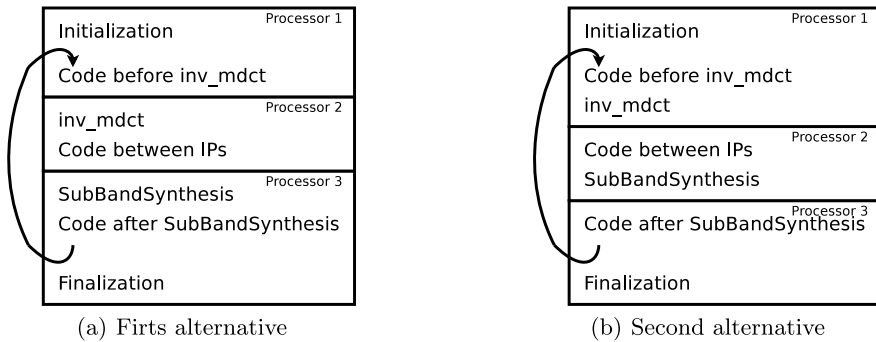 Processor 1
Initialization
Code before inv_mdct
Processor 2
inv_mdct
Code between IPs
Processor 3
SubBandSynthesis
Code after SubBandSynthesis
Finalization
(a) Firts alternative
Processor 1
Initialization
Code before inv_mdct
inv_mdct
Processor 2
Code between IPs
SubBandSynthesis
Processor 3
Code after SubBandSynthesis
Finalization
(b) Second alternative